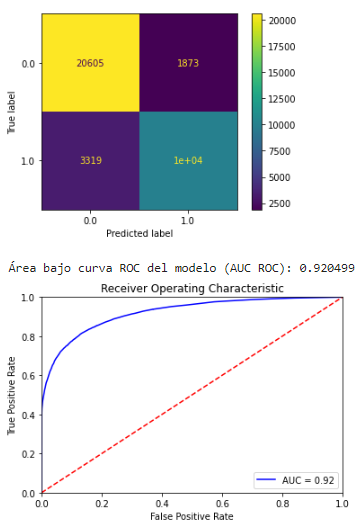 20000
17500
15000
12500
10000
7500
5000
2500
0.0
1.0
True label
20605 1873
3319 1e+04
0.0 1.0
Predicted label
Área bajo curva ROC del modelo (AUC ROC): 0.920499
Receiver Operating Characteristic
1.0
0.8
0.6
0.4
0.2
0.0
True Positive Rate
AUC = 0.92
0.0 0.2 0.4 0.6 0.8 1.0
False Positive Rate